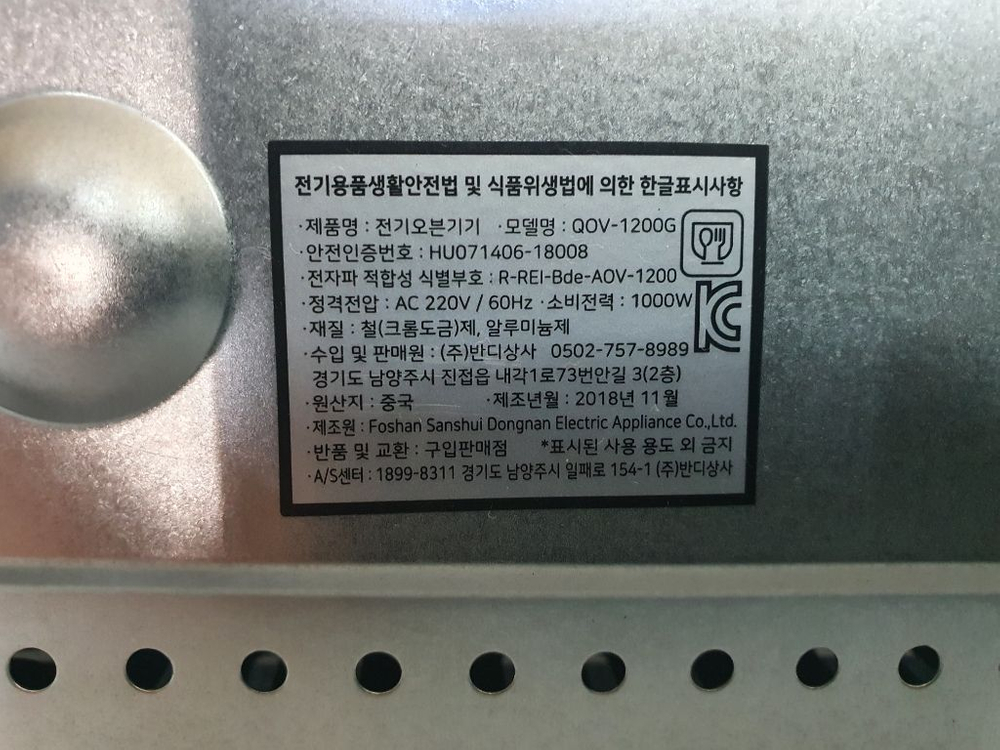 전기용품생활안전법 및 식품위생법에 의한 한글표시사항
·제품명 : 전기오븐기기 ·모델명 : QOV-1200G
·안전인증번호 : HU071406-18008
·전자파 적합성 식별부호 : R-REI-Bde-AOV-1200
·정격전압 : AC 220V / 60Hz ·소비전력 : 1000W
·재질 : 철(크롬도금)제, 알루미늄제
·수입 및 판매원 : (주)반디상사 0502-757-8989
경기도 남양주시 진접읍 내각1로73번안길 3(2층)
·원산지 : 중국 ·제조년월 : 2018년 11월
·제조원 : Foshan Sanshui Dongnan Electric Appliance Co.,Ltd.
·반품 및 교환 : 구입판매점 *표시된 사용 용도 외 금지
·A/S센터 : 1899-8311 경기도 남양주시 일패로 154-1 (주)반디상사